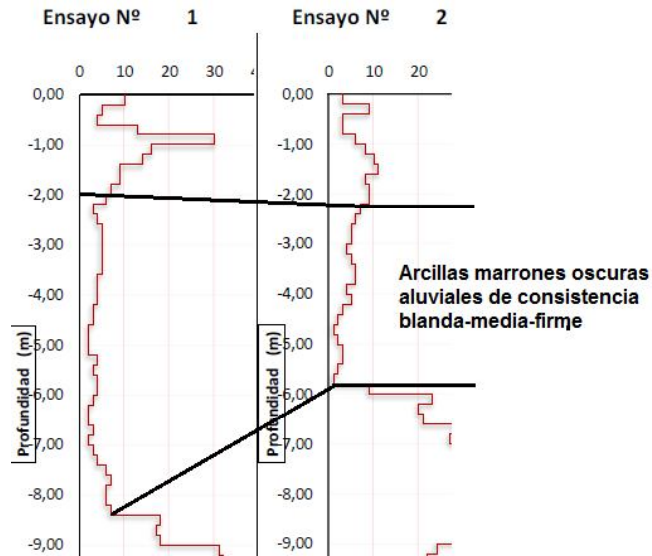 Ensayo Nº 1
Ensayo Nº 2
0 10 20 30
0 10 20
0,00
-1,00
-2,00
-3,00
-4,00
-5,00
-6,00
-7,00
-8,00
-9,00
Profundidad (m)
0,00
-1,00
-2,00
-3,00
-4,00
-5,00
-6,00
-7,00
-8,00
-9,00
Profundidad (m)
Arcillas marrones oscuras
aluviales de consistencia
blanda-media-firme